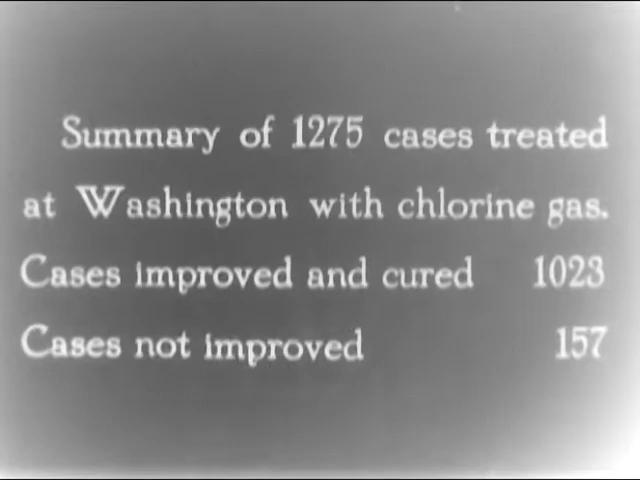 Summary of 1275 cases treated
at Washington with chlorine gas.
Cases improved and cured 1023
Cases not improved 157